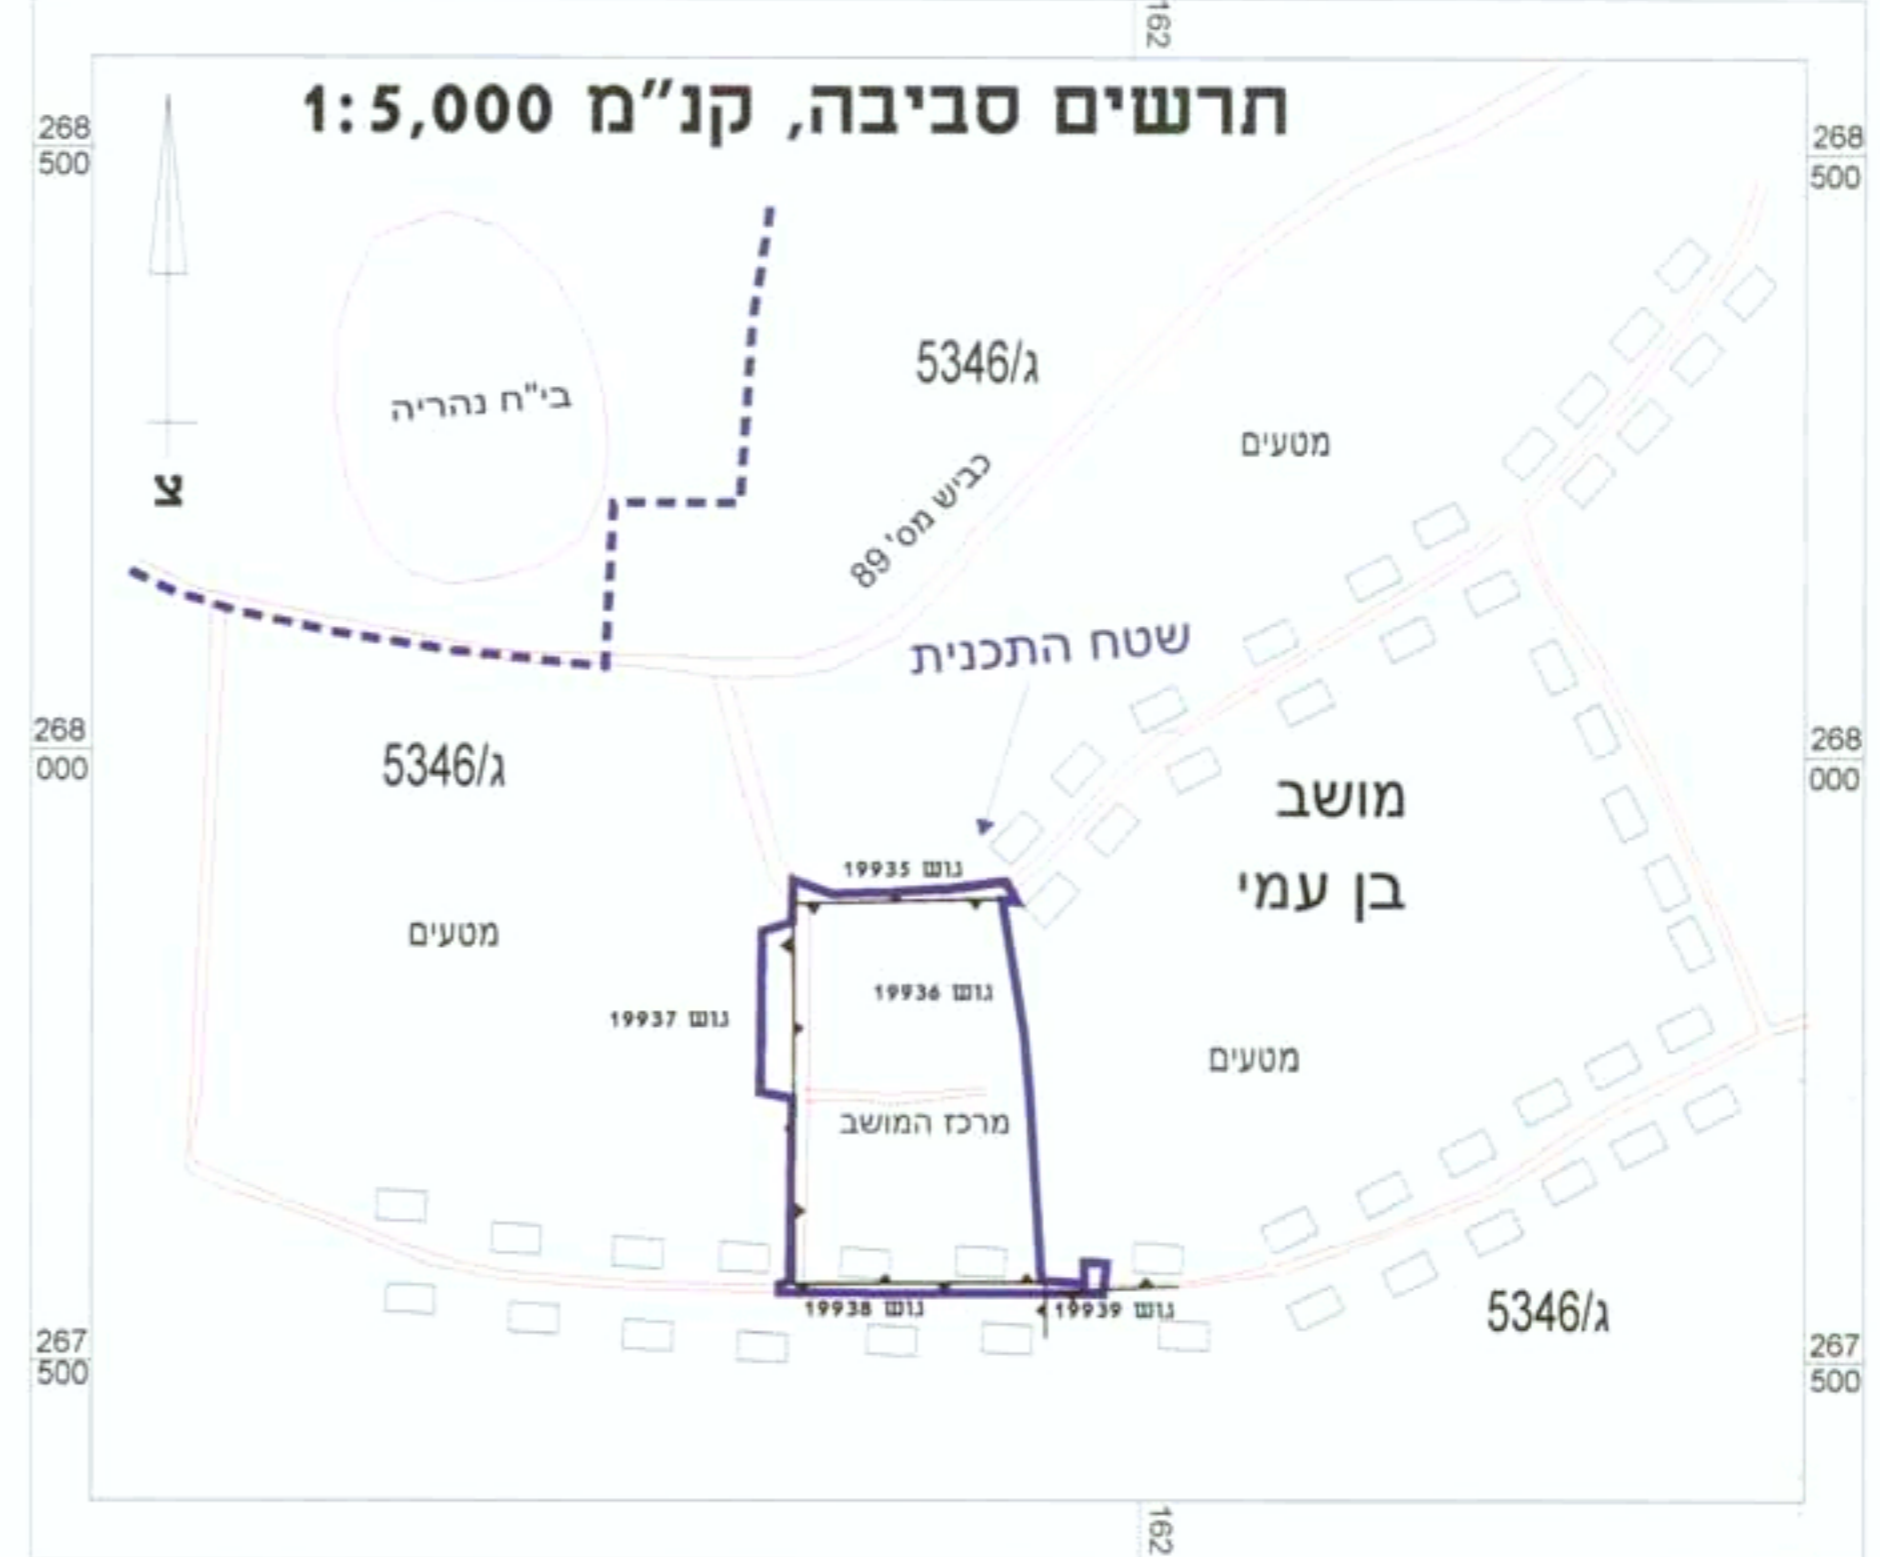 162
תרשים סביבה, קנ"מ 1:5,000
268
500
268
500
ג/5346
בי"ח נהריה
מטעים
כביש מס' 89
שטח התכנית
268
000
268
000
ג/5346
מושב
בן עמי
גוש 19935
מטעים
גוש 19936
גוש 19937
מטעים
מרכז המושב
גוש 19938
גוש 19939
ג/5346
267
500
267
500
162